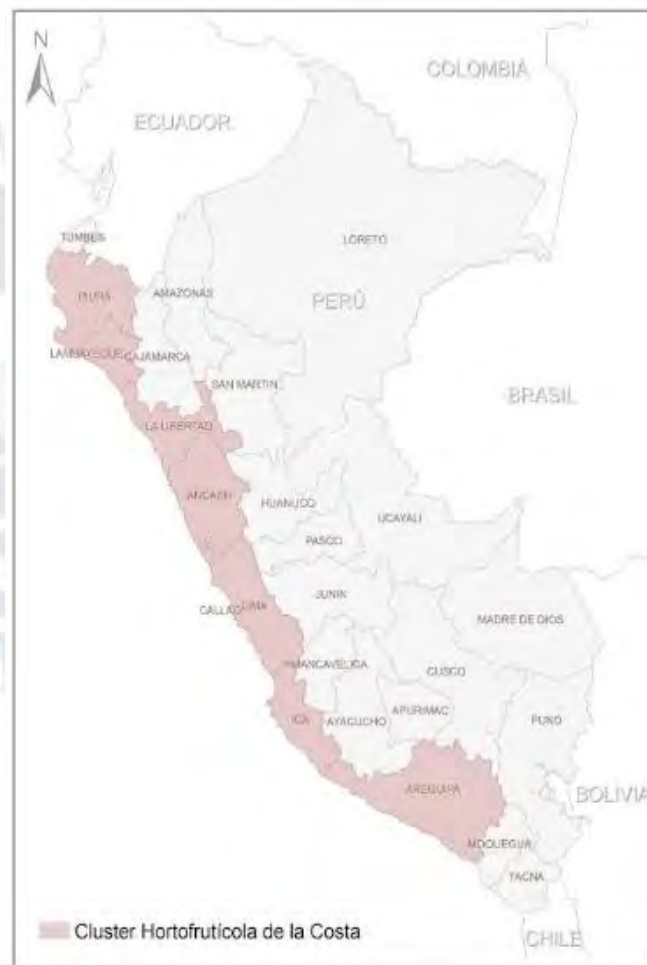 N
COLOMBIA
ECUADOR
TUMBES
LORETO
PIURA
AMAZONAS
PERÚ
LAMBAYEQUE
CAJAMARCA
SAN MARTIN
BRASIL
LA LIBERTAD
ANCASH
HUANUCO
UCAYALI
PASCO
JUNIN
CALLAO
LIMA
MADRE DE DIOS
HUANCAVELICA
CUSCO
ICA
AYACUCHO
APURIMAC
PUNO
AREQUIPA
BOLIVIA
MOQUEGUA
TACNA
Cluster Hortofrutícola de la Costa
CHILE